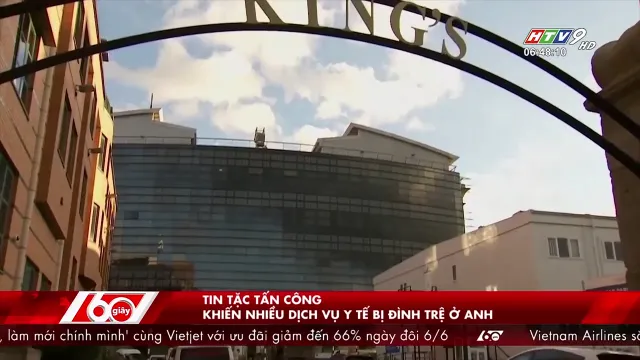 KING'S
HTV9 HD
06:48:10
60 giây
TIN TẶC TẤN CÔNG
KHIẾN NHIỀU DỊCH VỤ Y TẾ BỊ ĐÌNH TRỆ Ở ANH
, làm mới chính mình' cùng Vietjet với ưu đãi giảm đến 66% ngày đôi 6/6 60 giây Vietnam Airlines sẽ